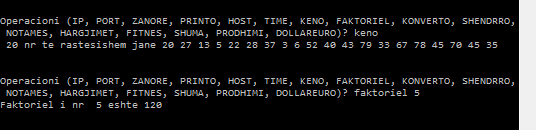 Operacioni (IP, PORT, ZANORE, PRINTO, HOST, TIME, KENO, FAKTORIEL, KONVERTO, SHENDRRO,
NOTAMES, HARGJIMET, FITNES, SHUMA, PRODHIMI, DOLLAREURO)? keno
20 nr te rastesishem jane 20 27 13 5 22 28 37 3 6 52 40 43 79 33 67 78 45 70 45 35
Operacioni (IP, PORT, ZANORE, PRINTO, HOST, TIME, KENO, FAKTORIEL, KONVERTO, SHENDRRO,
NOTAMES, HARGJIMET, FITNES, SHUMA, PRODHIMI, DOLLAREURO)? faktoriel 5
Faktoriel i nr  5 eshte 120